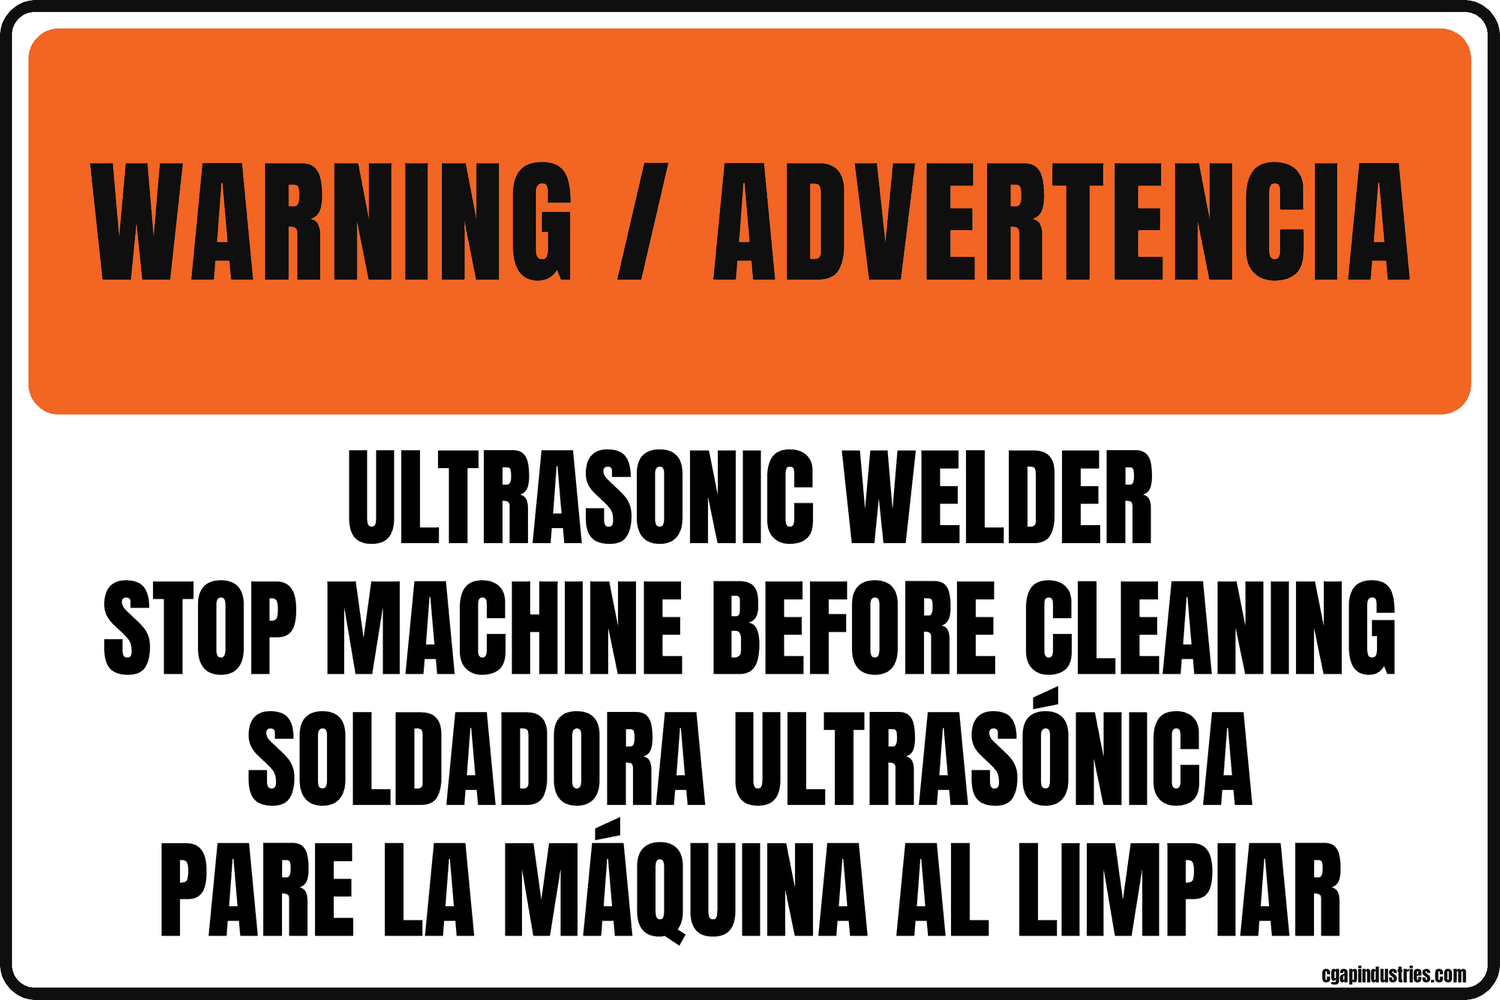 WARNING / ADVERTENCIA
ULTRASONIC WELDER
STOP MACHINE BEFORE CLEANING
SOLDADORA ULTRASÓNICA
PARE LA MÁQUINA AL LIMPIAR
cgapindustries.com